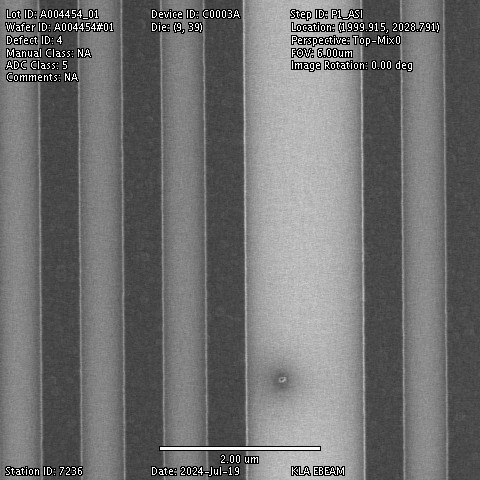 Lot ID: A004454_01 Device ID: C0003A Step ID: P1_ASI
Wafer ID: A004454#01 Die: (9, 39) Location: (1999.915, 2028.791)
Defect ID: 4 Perspective: Top-Mix0
Manual Class: NA FOV: 6.00um
ADC Class: 5 Image Rotation: 0.00 deg
Comments: NA
2.00 um
Station ID: 7236 Date: 2024-Jul-19 KLA EBEAM